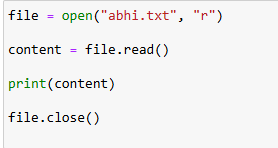 file = open("abhi.txt", "r")
content = file.read()
print(content)
file.close()